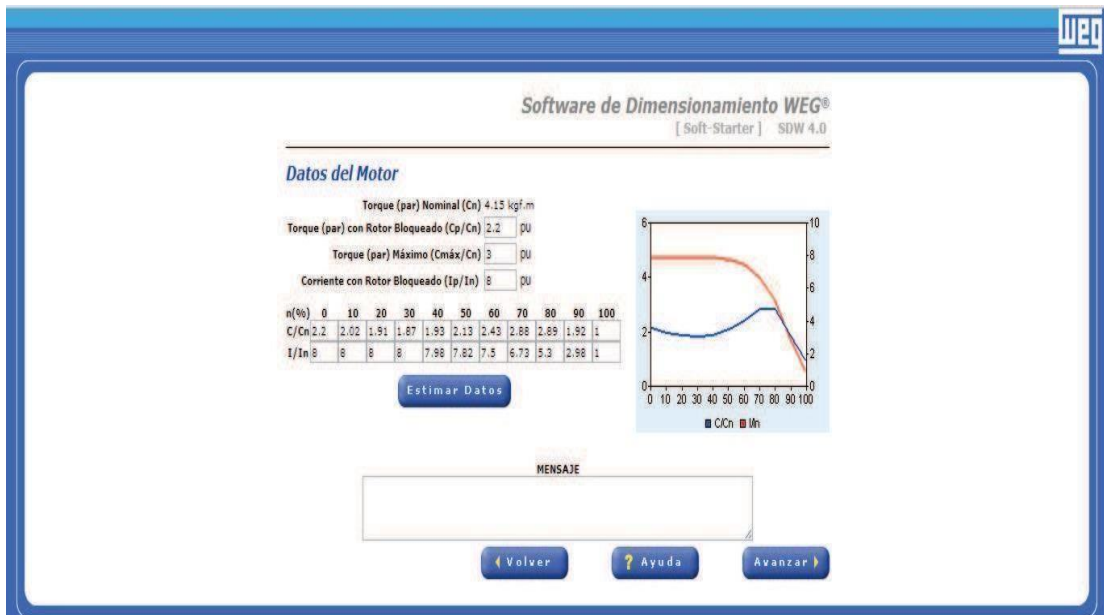 weg
Software de Dimensionamiento WEG®
[ Soft-Starter ] SDW 4.0
Datos del Motor
Torque (par) Nominal (Cn) 4.15 kgf.m
Torque (par) con Rotor Bloqueado (Cp/Cn) 2.2 pu
Torque (par) Máximo (Cmáx/Cn) 3 pu
Corriente con Rotor Bloqueado (Ip/In) 8 pu
n(%) 0 10 20 30 40 50 60 70 80 90 100
C/Cn 2.2 2.02 1.91 1.87 1.93 2.13 2.43 2.88 2.89 1.92 1
I/In 8 8 8 8 7.98 7.82 7.5 6.73 5.3 2.98 1
Estimar Datos
6 10
8
4
6
4
2
2
0 0
0 10 20 30 40 50 60 70 80 90 100
C/Cn I/In
MENSAJE
Volver ? Ayuda Avanzar